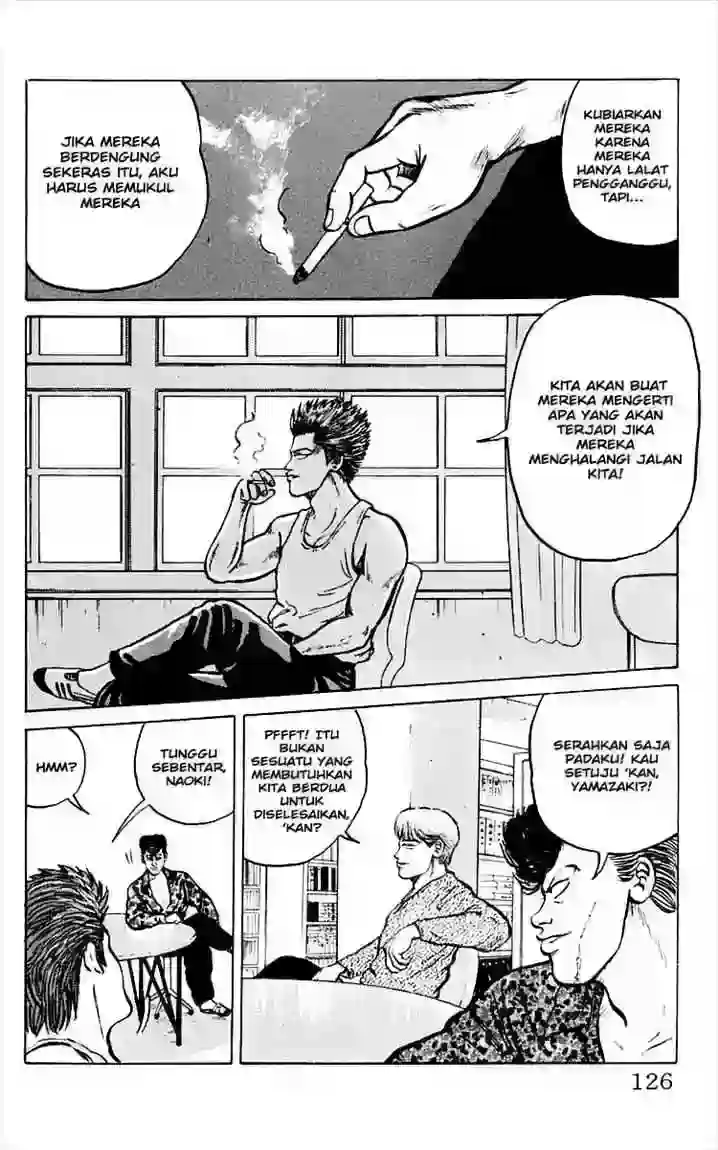 KUBIARKAN
MEREKA
KARENA
MEREKA
HANYA LALAT
PENGGANGGU,
TAPI...
JIKA MEREKA
BERDENGUNG
SEKERAS ITU, AKU
HARUS MEMUKUL
MEREKA
KITA AKAN BUAT
MEREKA MENGERTI
APA YANG AKAN
TERJADI JIKA
MEREKA
MENGHALANGI JALAN
KITA!
SERAHKAN SAJA
PADAKU! KAU
SETUJU 'KAN,
YAMAZAKI?!
PFFFT! ITU
BUKAN
SESUATU YANG
MEMBUTUHKAN
KITA BERDUA
UNTUK
DISELESAIKAN,
'KAN?
TUNGGU
SEBENTAR,
NAOKI!
HMM?
126